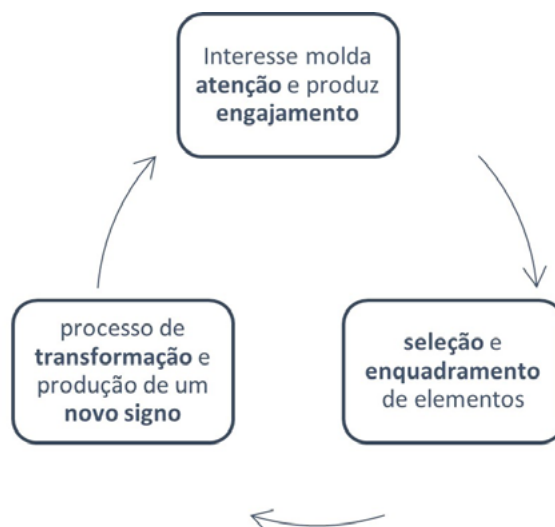 Interesse molda
atenção e produz
engajamento
seleção e
enquadramento
de elementos
processo de
transformação e
produção de um
novo signo